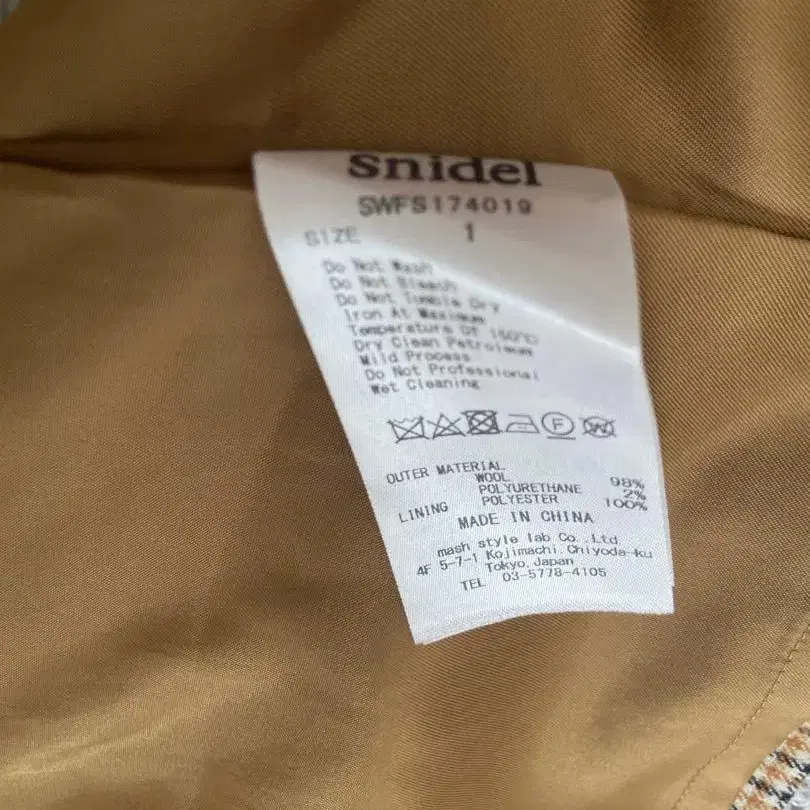 snidel
SWFS174019
SIZE 1
Do Not Wash
Do Not Bleach
Do Not Tumble Dry
Iron At Maximum
Temperature Of 150°C
Dry Clean Petroleum
Mild Process
Do Not Professional
Wet Cleaning
F W
OUTER MATERIAL
WOOL 98%
POLYURETHANE 2%
LINING POLYESTER 100%
MADE IN CHINA
mash style lab Co.,Ltd
4F 5-7-1 Kojimachi,Chiyoda-ku
Tokyo,Japan
TEL 03-5778-4105